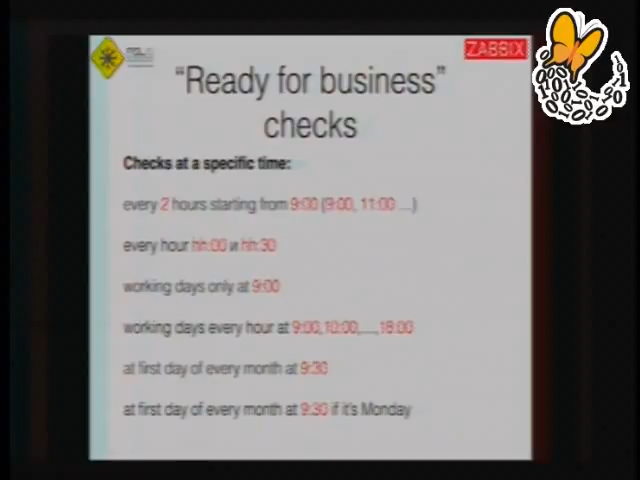 ZABBIX
"Ready for business"
checks
Checks at a specific time:
every 2 hours starting from 9:00 (9:00, 11:00 ...)
every hour hh:00 и hh:30
working days only at 9:00
working days every hour at 9:00,10:00,...,18:00
at first day of every month at 9:30
at first day of every month at 9:30 if it's Monday